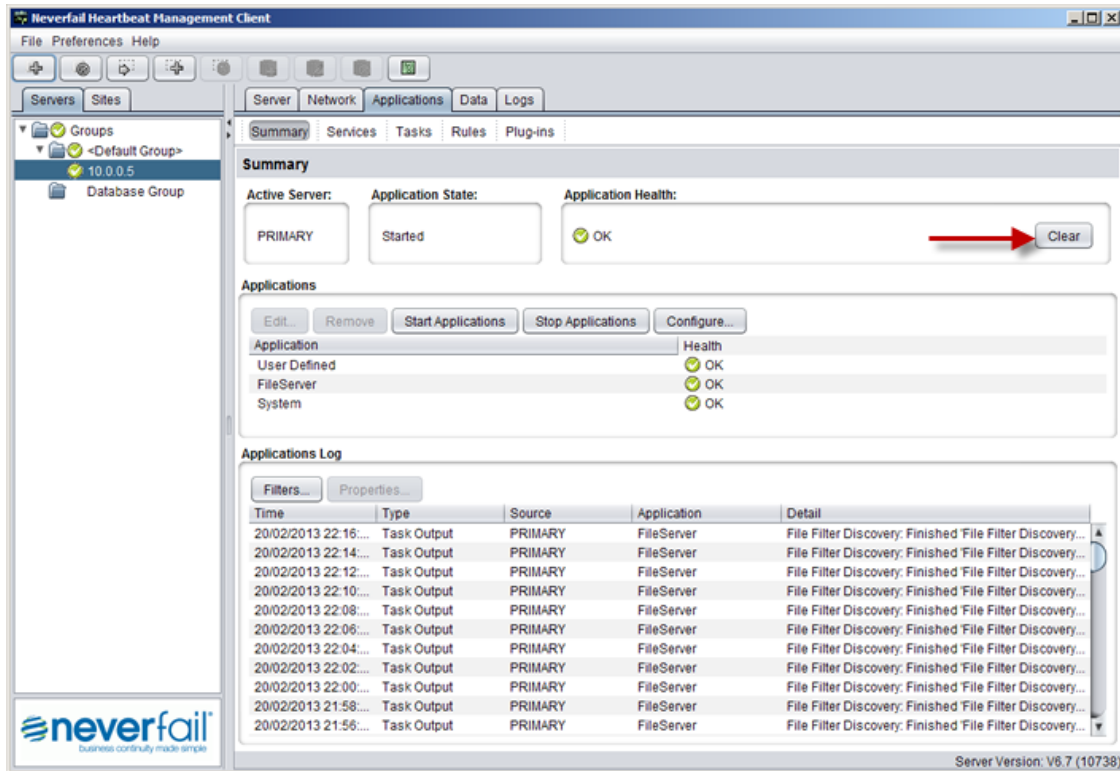 Neverfail Heartbeat Management Client
File Preferences Help
Servers Sites
Server Network Applications Data Logs
Groups
<Default Group>
10.0.0.5
Database Group
Summary Services Tasks Rules Plug-ins
Summary
Active Server: Application State: Application Health:
PRIMARY Started OK Clear
Applications
Edit... Remove Start Applications Stop Applications Configure...
Application Health
User Defined OK
FileServer OK
System OK
Applications Log
Filters... Properties...
Time Type Source Application Detail
20/02/2013 22:16:... Task Output PRIMARY FileServer File Filter Discovery: Finished 'File Filter Discovery...
20/02/2013 22:14:... Task Output PRIMARY FileServer File Filter Discovery: Finished 'File Filter Discovery...
20/02/2013 22:12:... Task Output PRIMARY FileServer File Filter Discovery: Finished 'File Filter Discovery...
20/02/2013 22:10:... Task Output PRIMARY FileServer File Filter Discovery: Finished 'File Filter Discovery...
20/02/2013 22:08:... Task Output PRIMARY FileServer File Filter Discovery: Finished 'File Filter Discovery...
20/02/2013 22:06:... Task Output PRIMARY FileServer File Filter Discovery: Finished 'File Filter Discovery...
20/02/2013 22:04:... Task Output PRIMARY FileServer File Filter Discovery: Finished 'File Filter Discovery...
20/02/2013 22:02:... Task Output PRIMARY FileServer File Filter Discovery: Finished 'File Filter Discovery...
20/02/2013 22:00:... Task Output PRIMARY FileServer File Filter Discovery: Finished 'File Filter Discovery...
20/02/2013 21:58:... Task Output PRIMARY FileServer File Filter Discovery: Finished 'File Filter Discovery...
20/02/2013 21:56:... Task Output PRIMARY FileServer File Filter Discovery: Finished 'File Filter Discovery...
neverfail
business continuity made simple
Server Version: V6.7 (10738